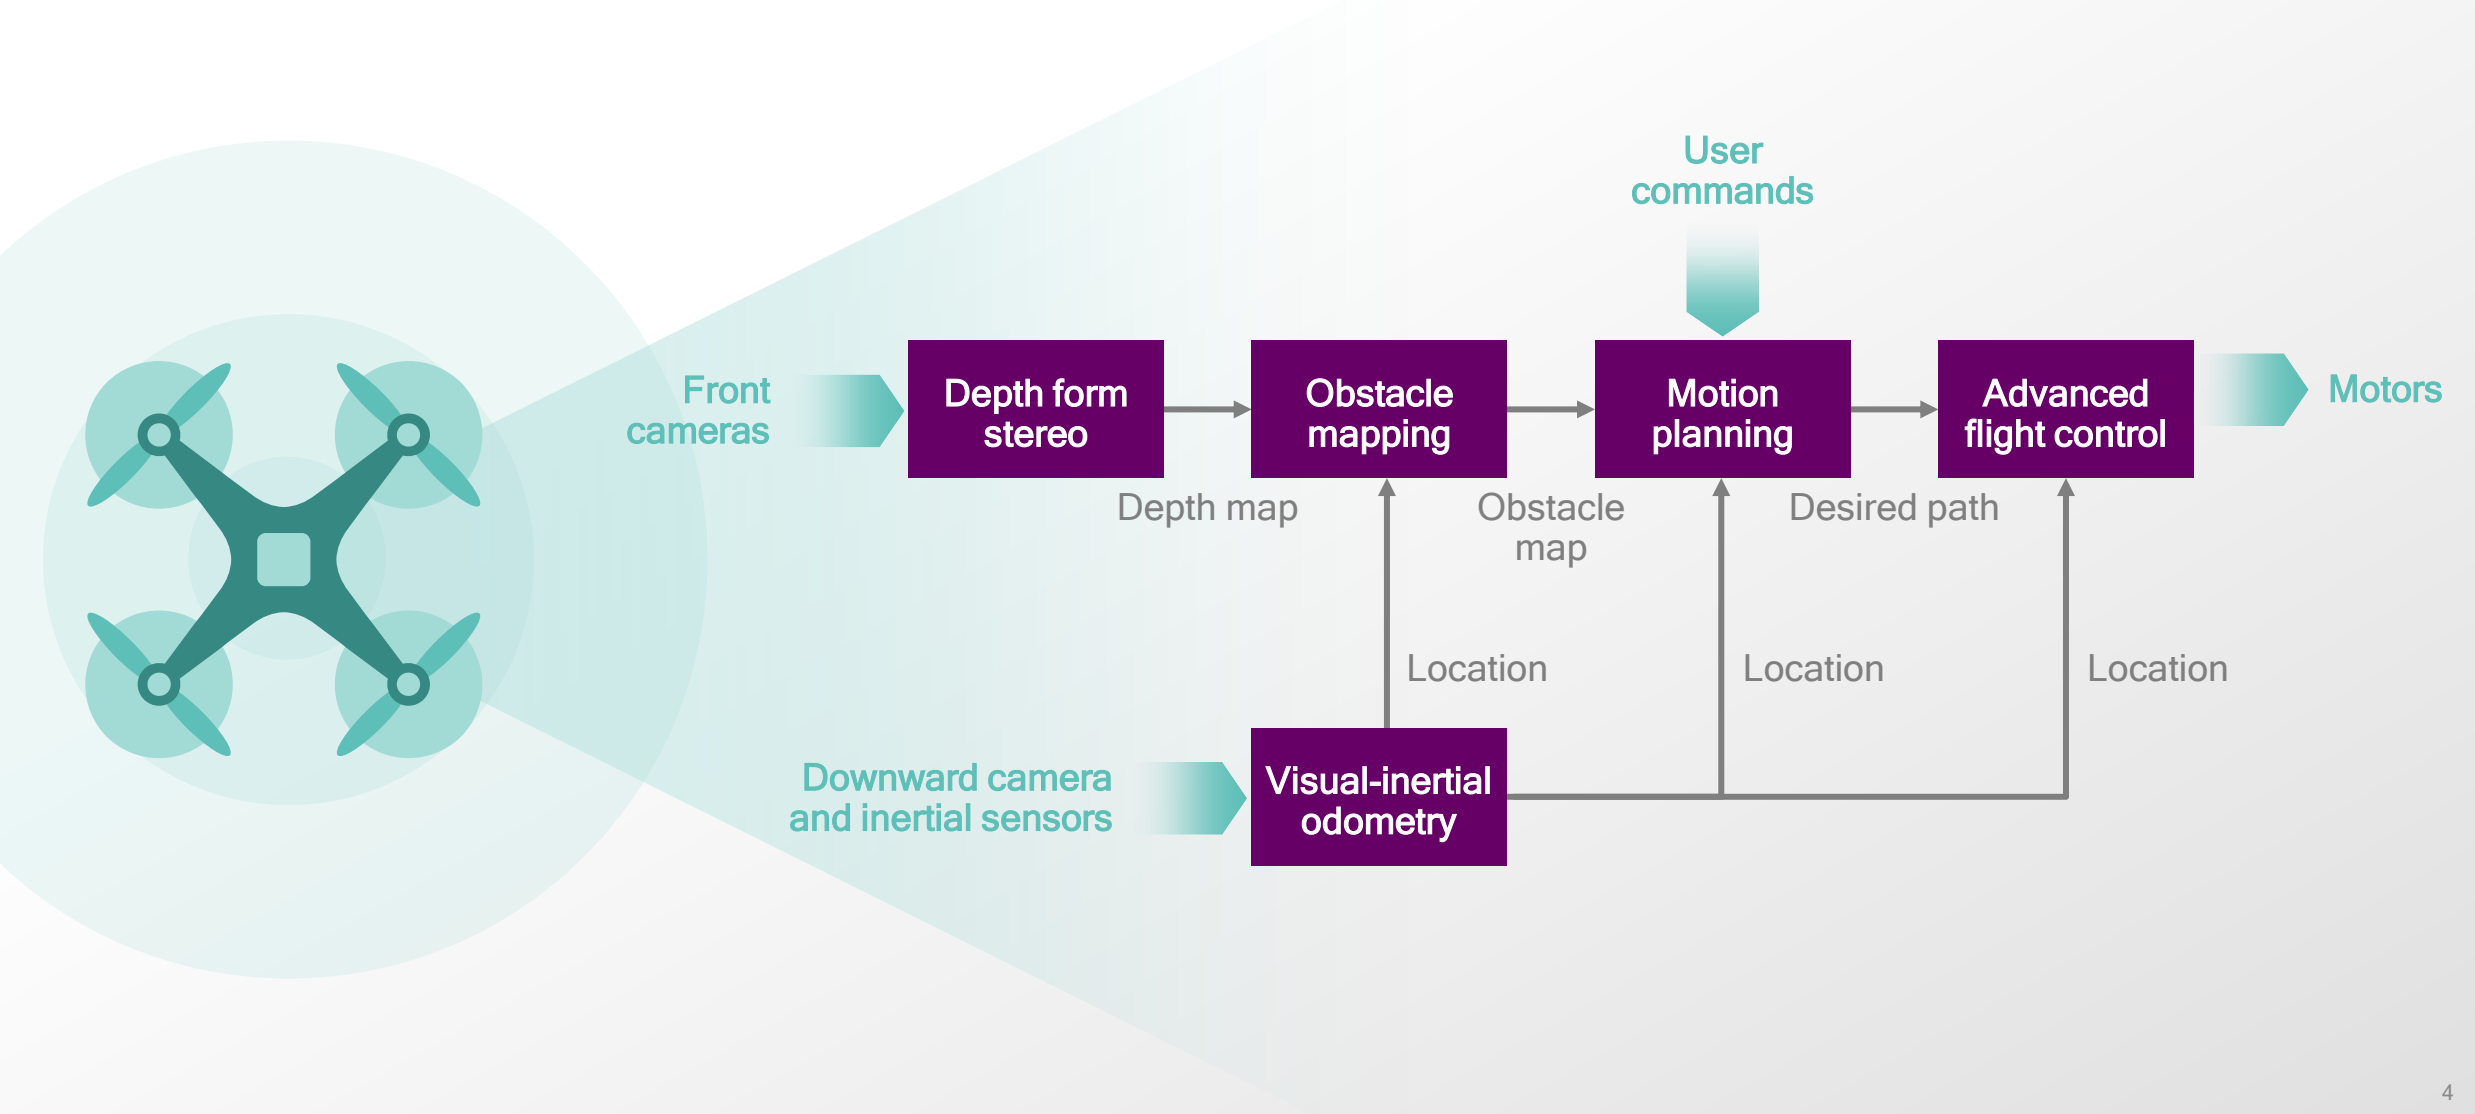 User
commands
Front
cameras
Depth form
stereo
Obstacle
mapping
Motion
planning
Advanced
flight control
Motors
Depth map
Obstacle
map
Desired path
Location
Location
Location
Downward camera
and inertial sensors
Visual-inertial
odometry
4